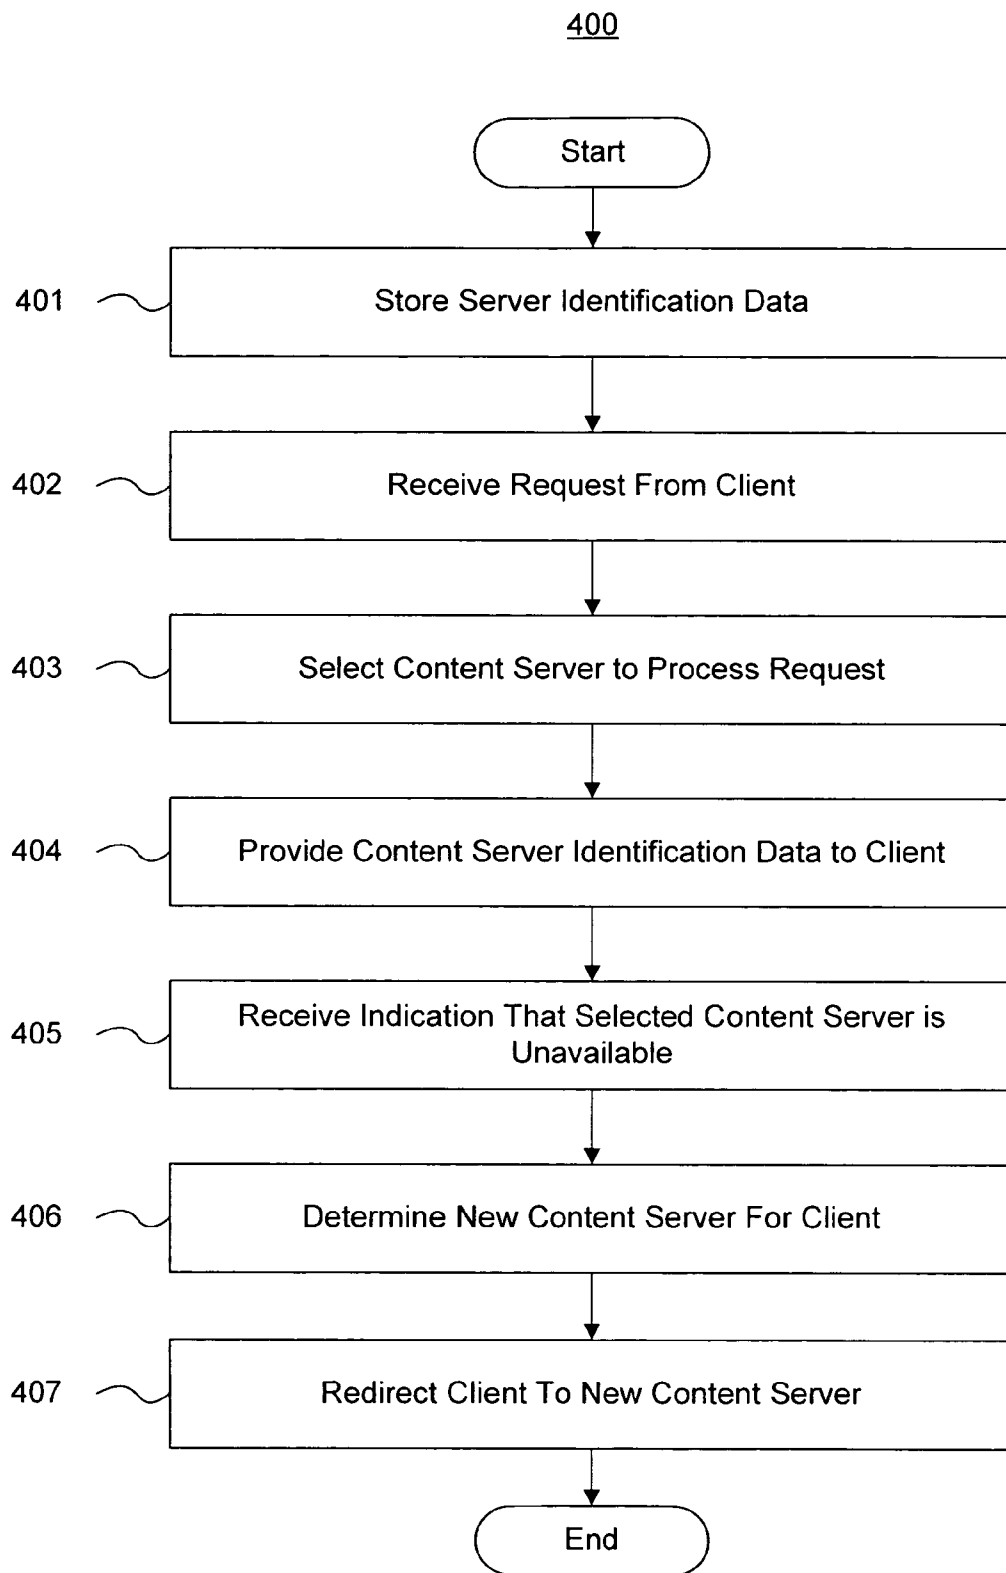 400
Start
401
Store Server Identification Data
402
Receive Request From Client
403
Select Content Server to Process Request
404
Provide Content Server Identification Data to Client
405
Receive Indication That Selected Content Server is
Unavailable
406
Determine New Content Server For Client
407
Redirect Client To New Content Server
End